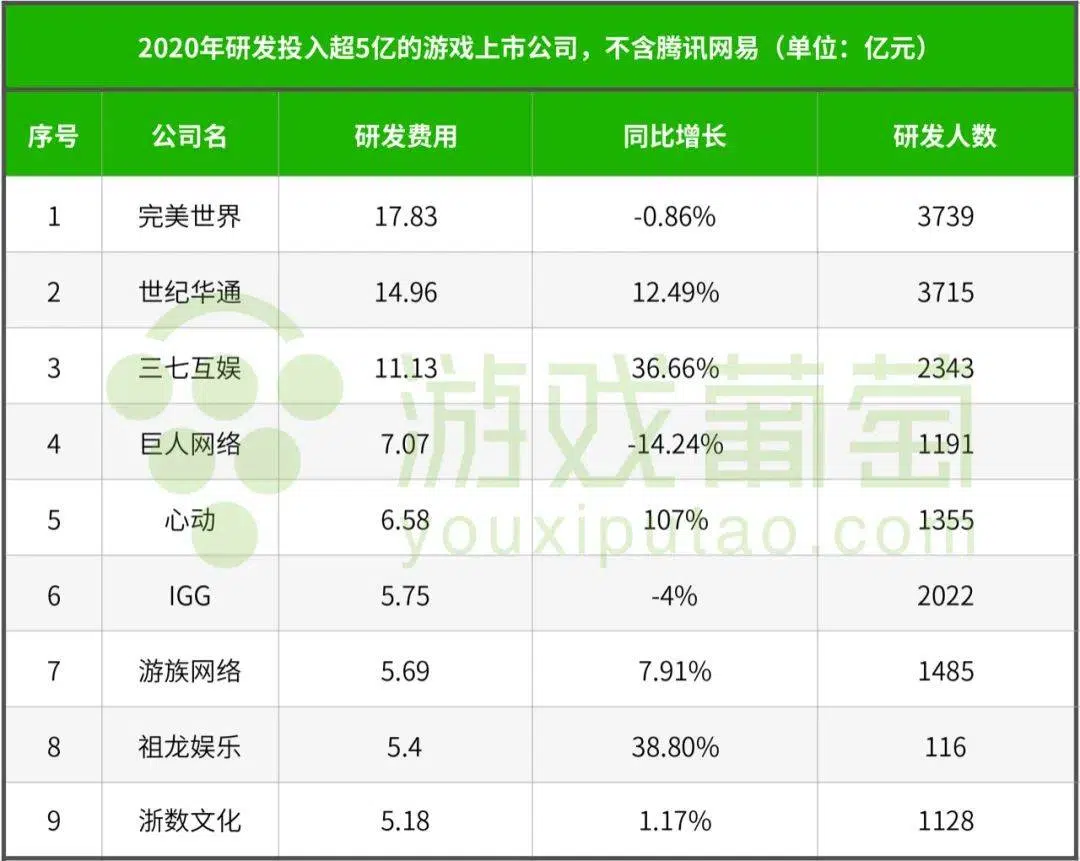 2020年研发投入超5亿的游戏上市公司，不含腾讯网易（单位：亿元）
序号 公司名 研发费用 同比增长 研发人数
1 完美世界 17.83 -0.86% 3739
2 世纪华通 14.96 12.49% 3715
3 三七互娱 11.13 36.66% 2343
4 巨人网络 7.07 -14.24% 1191
5 心动 6.58 107% 1355
6 IGG 5.75 -4% 2022
7 游族网络 5.69 7.91% 1485
8 祖龙娱乐 5.4 38.80% 116
9 浙数文化 5.18 1.17% 1128
游戏葡萄
youxiputao.com